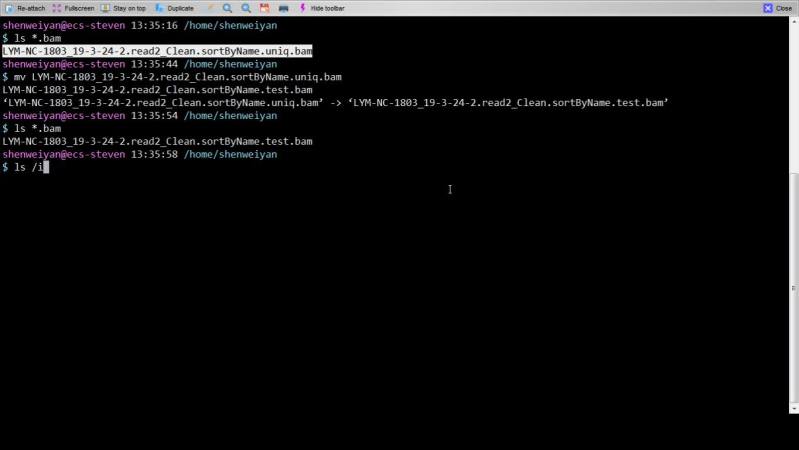 Re-attach Fullscreen Stay on top Duplicate Hide toolbar Close
shenweiyan@ecs-steven 13:35:16 /home/shenweiyan
$ ls *.bam
LYM-NC-1803_19-3-24-2.read2_Clean.sortByName.uniq.bam
shenweiyan@ecs-steven 13:35:44 /home/shenweiyan
$ mv LYM-NC-1803_19-3-24-2.read2_Clean.sortByName.uniq.bam
LYM-NC-1803_19-3-24-2.read2_Clean.sortByName.test.bam
‘LYM-NC-1803_19-3-24-2.read2_Clean.sortByName.uniq.bam’ -> ‘LYM-NC-1803_19-3-24-2.read2_Clean.sortByName.test.bam’
shenweiyan@ecs-steven 13:35:54 /home/shenweiyan
$ ls *.bam
LYM-NC-1803_19-3-24-2.read2_Clean.sortByName.test.bam
shenweiyan@ecs-steven 13:35:58 /home/shenweiyan
$ ls /i